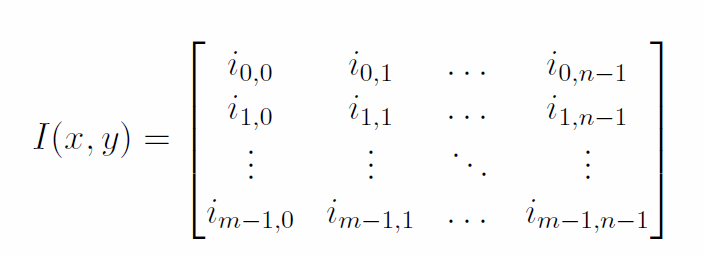 I(x, y) = 
i_{0,0} i_{0,1} … i_{0,n−1}
i_{1,0} i_{1,1} … i_{1,n−1}
⋮ ⋮ ⋱ ⋮
i_{m−1,0} i_{m−1,1} … i_{m−1,n−1}